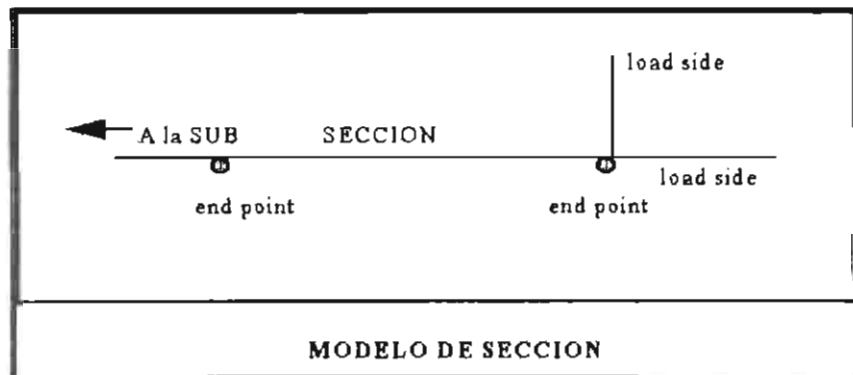 load side
A la SUB SECCION
load side
end point end point
MODELO DE SECCION